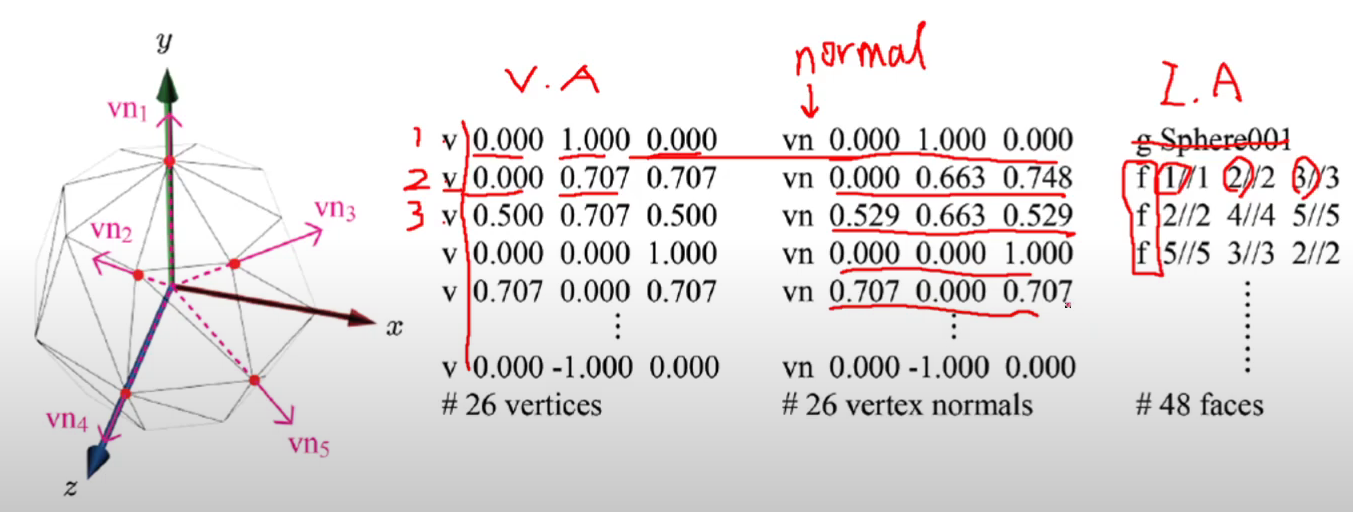 y
vn1
vn3
vn2
x
vn4
vn5
z
V.A
normal
I.A
1 v 0.000 1.000 0.000
2 v 0.000 0.707 0.707
3 v 0.500 0.707 0.500
v 0.000 0.000 1.000
v 0.707 0.000 0.707
⋮
v 0.000 -1.000 0.000
# 26 vertices
vn 0.000 1.000 0.000
vn 0.000 0.663 0.748
vn 0.529 0.663 0.529
vn 0.000 0.000 1.000
vn 0.707 0.000 0.707
⋮
vn 0.000 -1.000 0.000
# 26 vertex normals
g Sphere001
f 1//1 2//2 3//3
f 2//2 4//4 5//5
f 5//5 3//3 2//2
⋮
# 48 faces